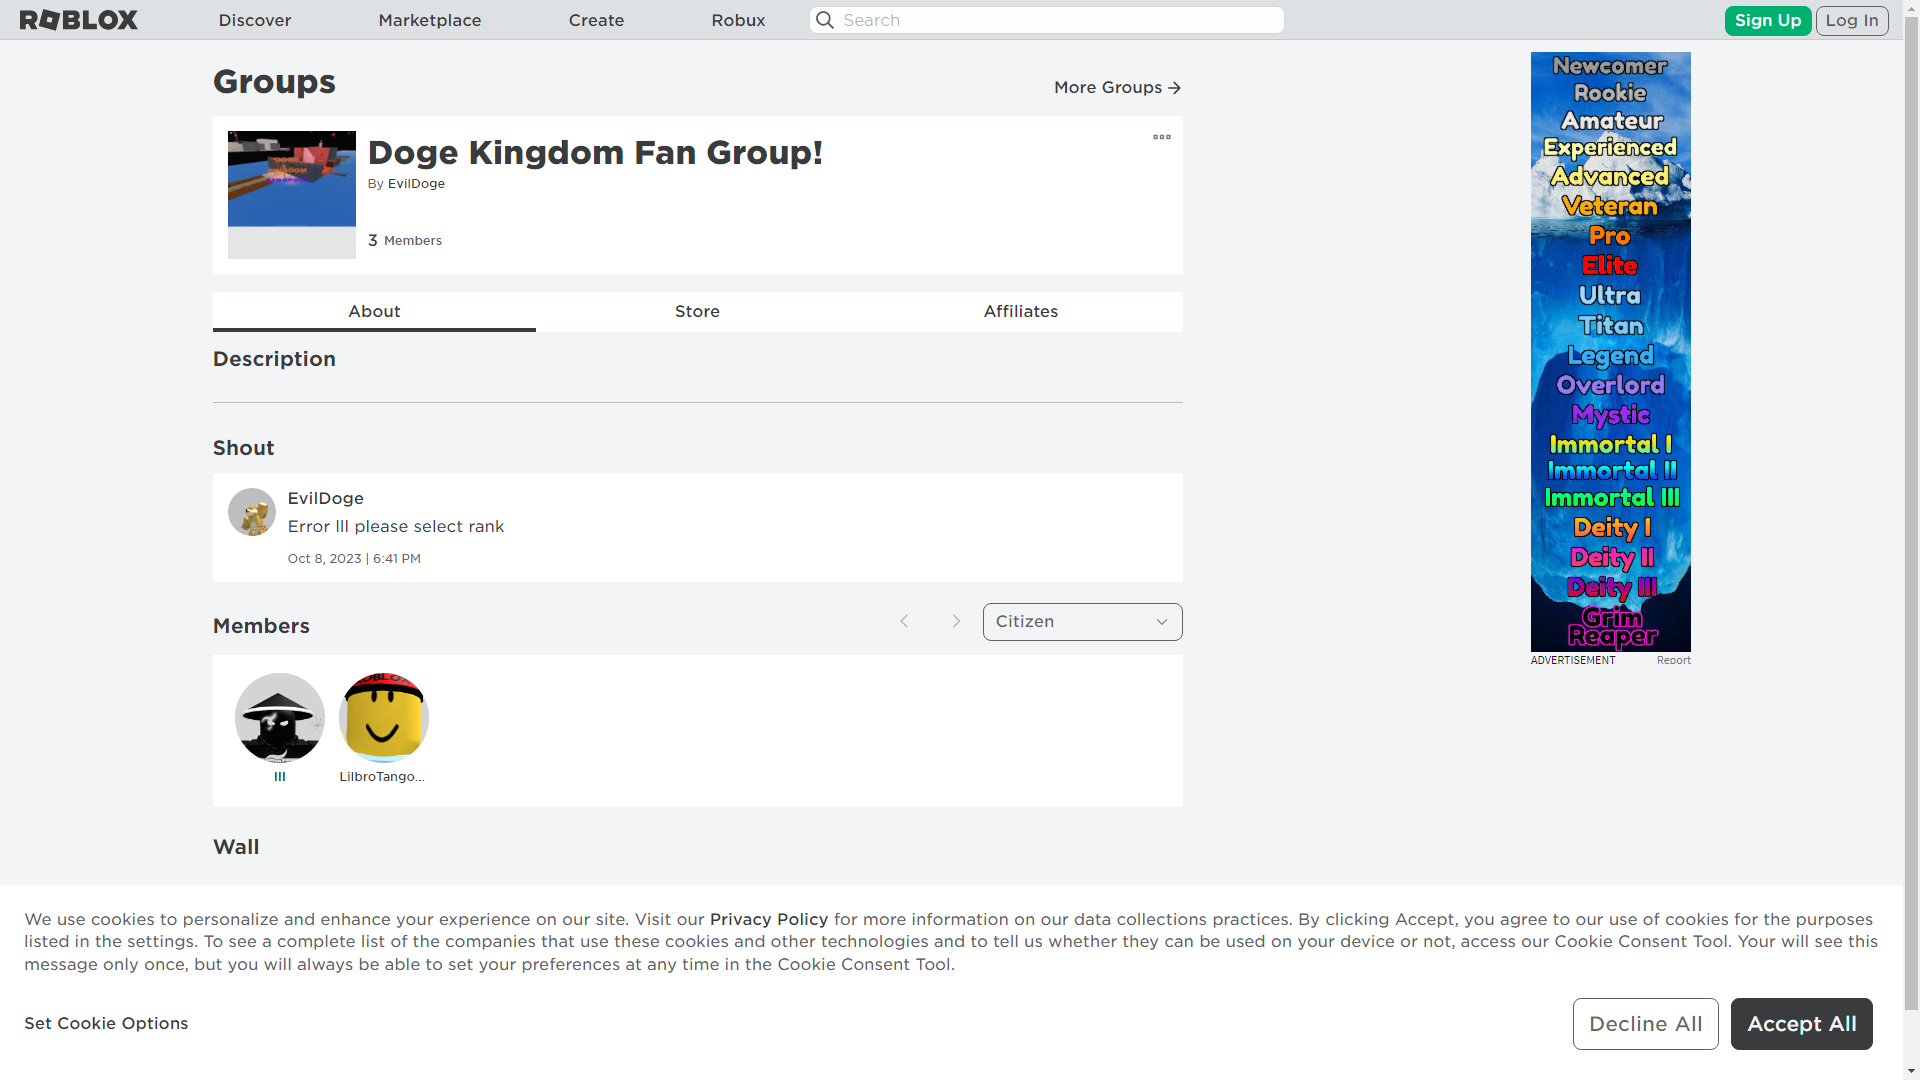 ROBLOX
Discover
Marketplace
Create
Robux
Search
Sign Up
Log In
Groups
More Groups
Doge Kingdom Fan Group!
By EvilDoge
3 Members
About
Store
Affiliates
Description
Shout
EvilDoge
Error lll please select rank
Oct 8, 2023 | 6:41 PM
Members
Citizen
ROBLOX
lll
LilbroTango...
Wall
Newcomer
Rookie
Amateur
Experienced
Advanced
Veteran
Pro
Elite
Ultra
Titan
Legend
Overlord
Mystic
Immortal I
Immortal II
Immortal III
Deity I
Deity II
Deity III
Grim
Reaper
ADVERTISEMENT
Report
We use cookies to personalize and enhance your experience on our site. Visit our Privacy Policy for more information on our data collections practices. By clicking Accept, you agree to our use of cookies for the purposes
listed in the settings. To see a complete list of the companies that use these cookies and other technologies and to tell us whether they can be used on your device or not, access our Cookie Consent Tool. Your will see this
message only once, but you will always be able to set your preferences at any time in the Cookie Consent Tool.
Set Cookie Options
Decline All
Accept All